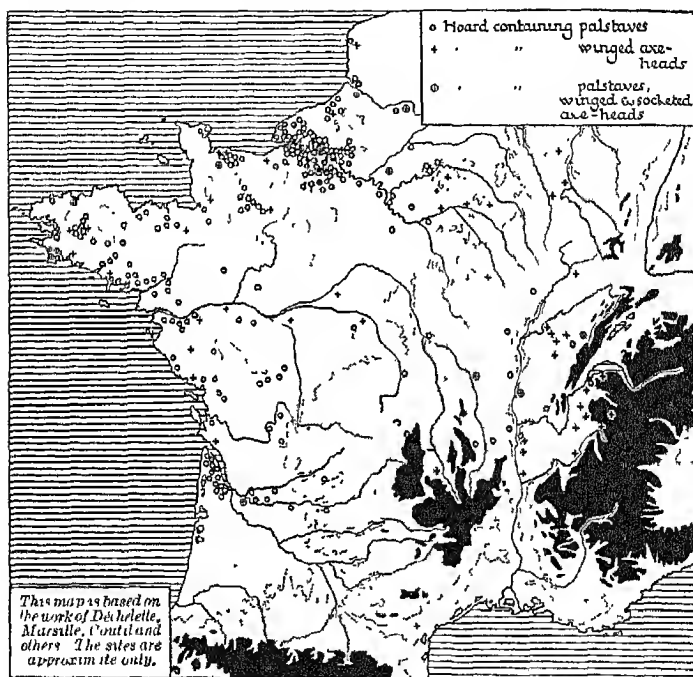 o Hoard containing palstaves
+ " " winged axe-
heads
⊕ " " palstaves,
winged & socketed
axe-heads
This map is based on
the work of Déchelette,
Marsille, Coutil and
others The sites are
approximate only.